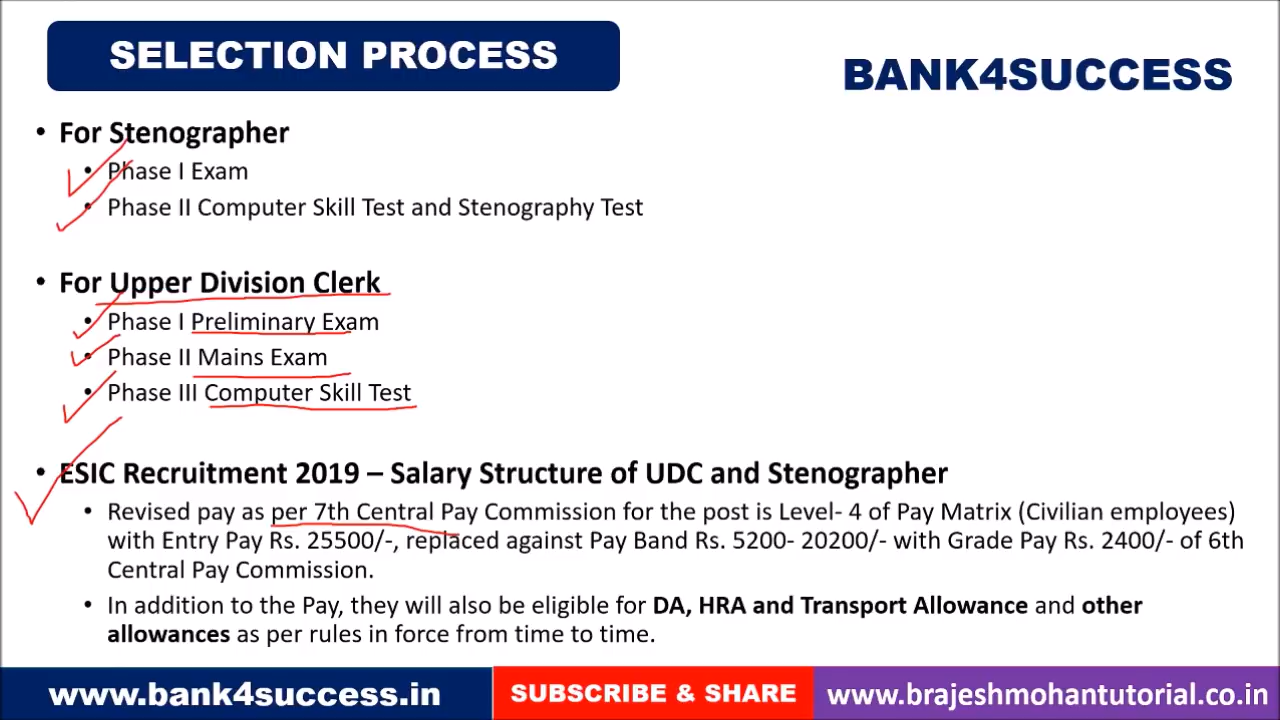 SELECTION PROCESS
BANK4SUCCESS
• For Stenographer
• Phase I Exam
• Phase II Computer Skill Test and Stenography Test
• For Upper Division Clerk
• Phase I Preliminary Exam
• Phase II Mains Exam
• Phase III Computer Skill Test
• ESIC Recruitment 2019 – Salary Structure of UDC and Stenographer
• Revised pay as per 7th Central Pay Commission for the post is Level- 4 of Pay Matrix (Civilian employees)
with Entry Pay Rs. 25500/-, replaced against Pay Band Rs. 5200- 20200/- with Grade Pay Rs. 2400/- of 6th
Central Pay Commission.
• In addition to the Pay, they will also be eligible for DA, HRA and Transport Allowance and other
allowances as per rules in force from time to time.
www.bank4success.in
SUBSCRIBE & SHARE
www.brajeshmohantutorial.co.in